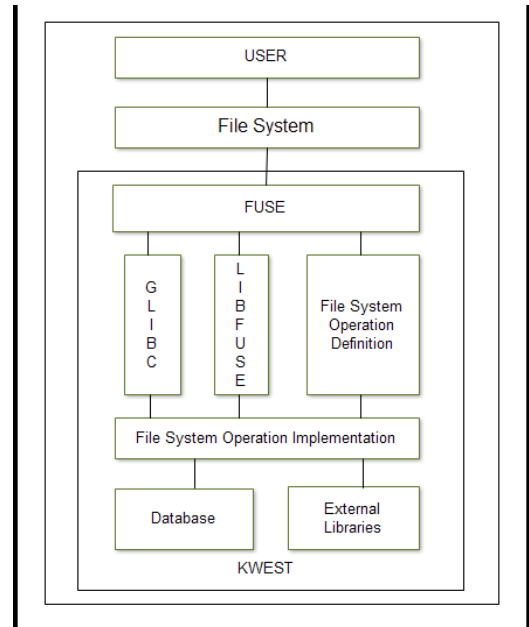 USER
File System
FUSE
G
L
I
B
C
L
I
B
F
U
S
E
File System
Operation
Definition
File System Operation Implementation
Database
External
Libraries
KWEST